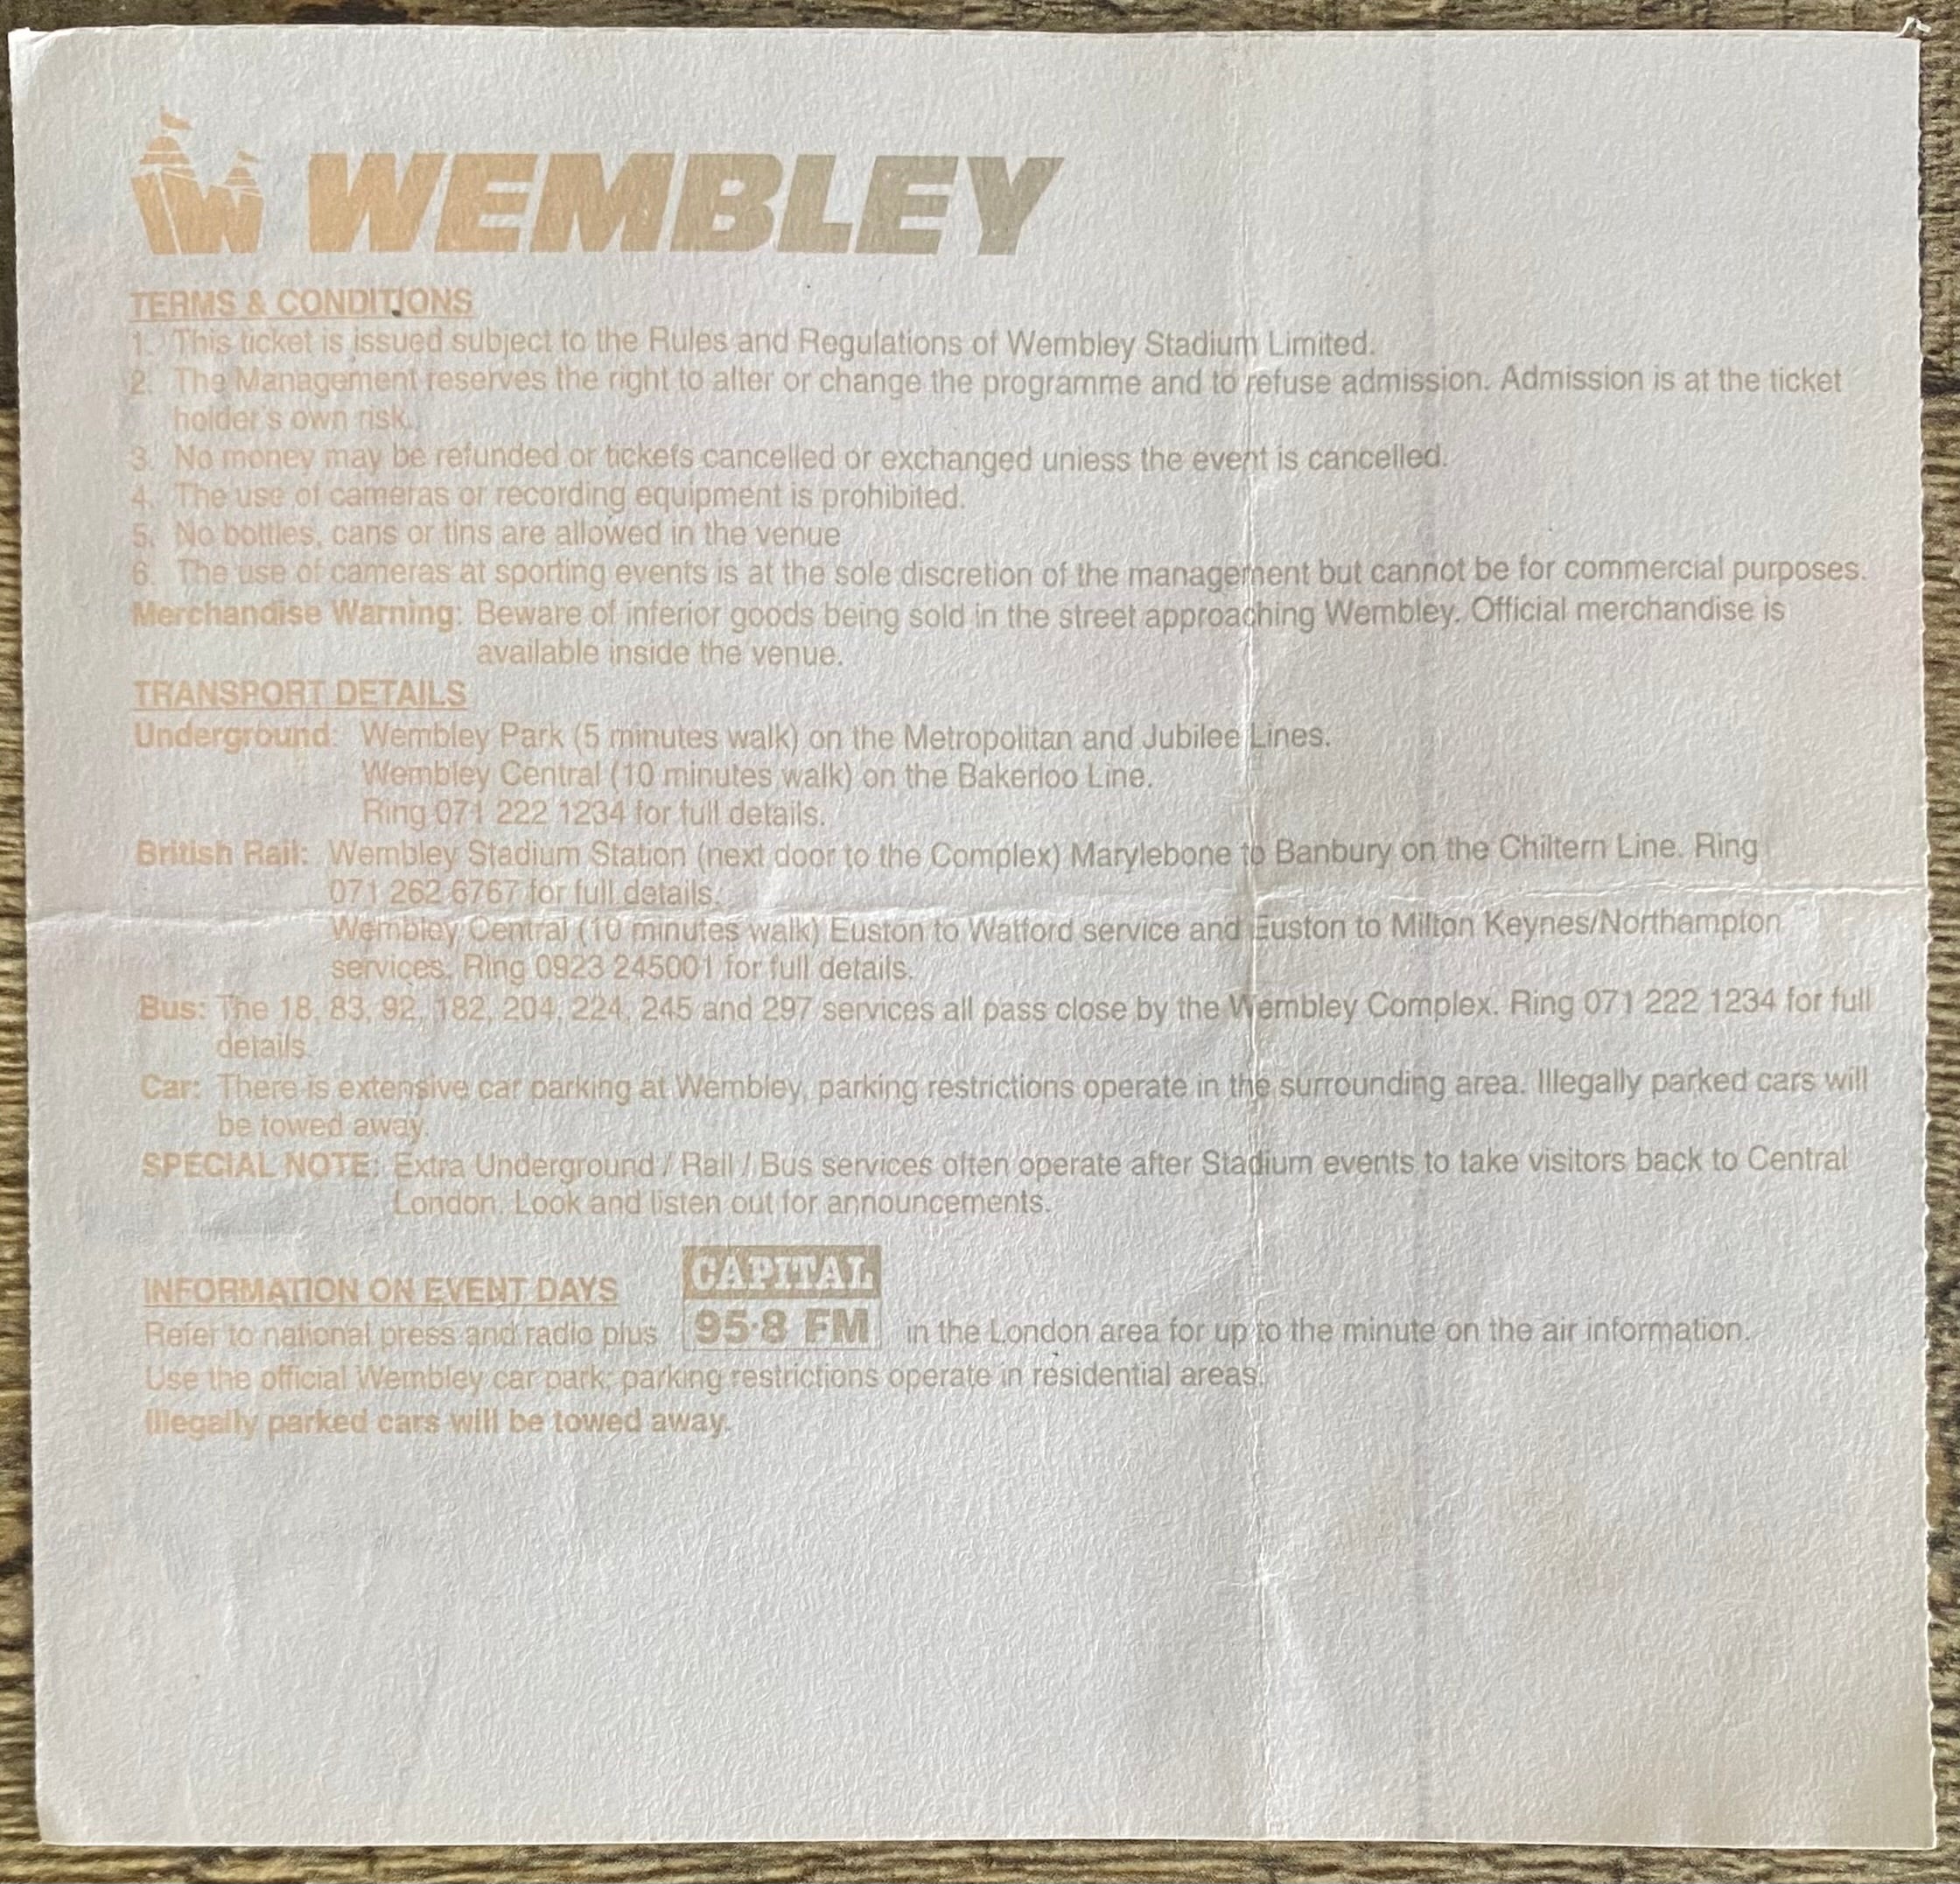 WEMBLEY
TERMS & CONDITIONS
1. This ticket is issued subject to the Rules and Regulations of Wembley Stadium Limited.
2. The Management reserves the right to alter or change the programme and to refuse admission. Admission is at the ticket
holder's own risk.
3. No money may be refunded or tickets cancelled or exchanged unless the event is cancelled.
4. The use of cameras or recording equipment is prohibited.
5. No bottles, cans or tins are allowed in the venue
6. The use of cameras at sporting events is at the sole discretion of the management but cannot be for commercial purposes.
Merchandise Warning: Beware of inferior goods being sold in the street approaching Wembley. Official merchandise is
available inside the venue.
TRANSPORT DETAILS
Underground: Wembley Park (5 minutes walk) on the Metropolitan and Jubilee Lines.
Wembley Central (10 minutes walk) on the Bakerloo Line.
Ring 071 222 1234 for full details.
British Rail: Wembley Stadium Station (next door to the Complex) Marylebone to Banbury on the Chiltern Line. Ring
071 262 6767 for full details.
Wembley Central (10 minutes walk) Euston to Watford service and Euston to Milton Keynes/Northampton
services. Ring 0923 245001 for full details.
Bus: The 18, 83, 92, 182, 204, 224, 245 and 297 services all pass close by the Wembley Complex. Ring 071 222 1234 for full
details.
Car: There is extensive car parking at Wembley, parking restrictions operate in the surrounding area. Illegally parked cars will
be towed away.
SPECIAL NOTE: Extra Underground / Rail / Bus services often operate after Stadium events to take visitors back to Central
London. Look and listen out for announcements.
INFORMATION ON EVENT DAYS
CAPITAL
Refer to national press and radio plus 95·8 FM in the London area for up to the minute on the air information.
Use the official Wembley car park; parking restrictions operate in residential areas.
Illegally parked cars will be towed away.